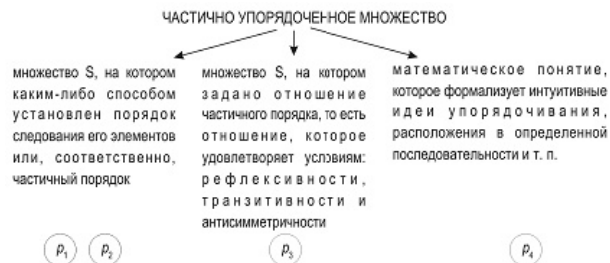 ЧАСТИЧНО УПОРЯДОЧЕННОЕ МНОЖЕСТВО
множество S, на котором
каким-либо способом
установлен порядок
следования его элементов
или, соответственно,
частичный порядок
множество S, на котором
задано отношение
частичного порядка, то есть
отношение, которое
удовлетворяет условиям:
рефлексивности,
транзитивности и
антисимметричности
математическое понятие,
которое формализует интуитивные
идеи упорядочивания,
расположения в определенной
последовательности и т. п.
p₁ p₂ p₃ p₄